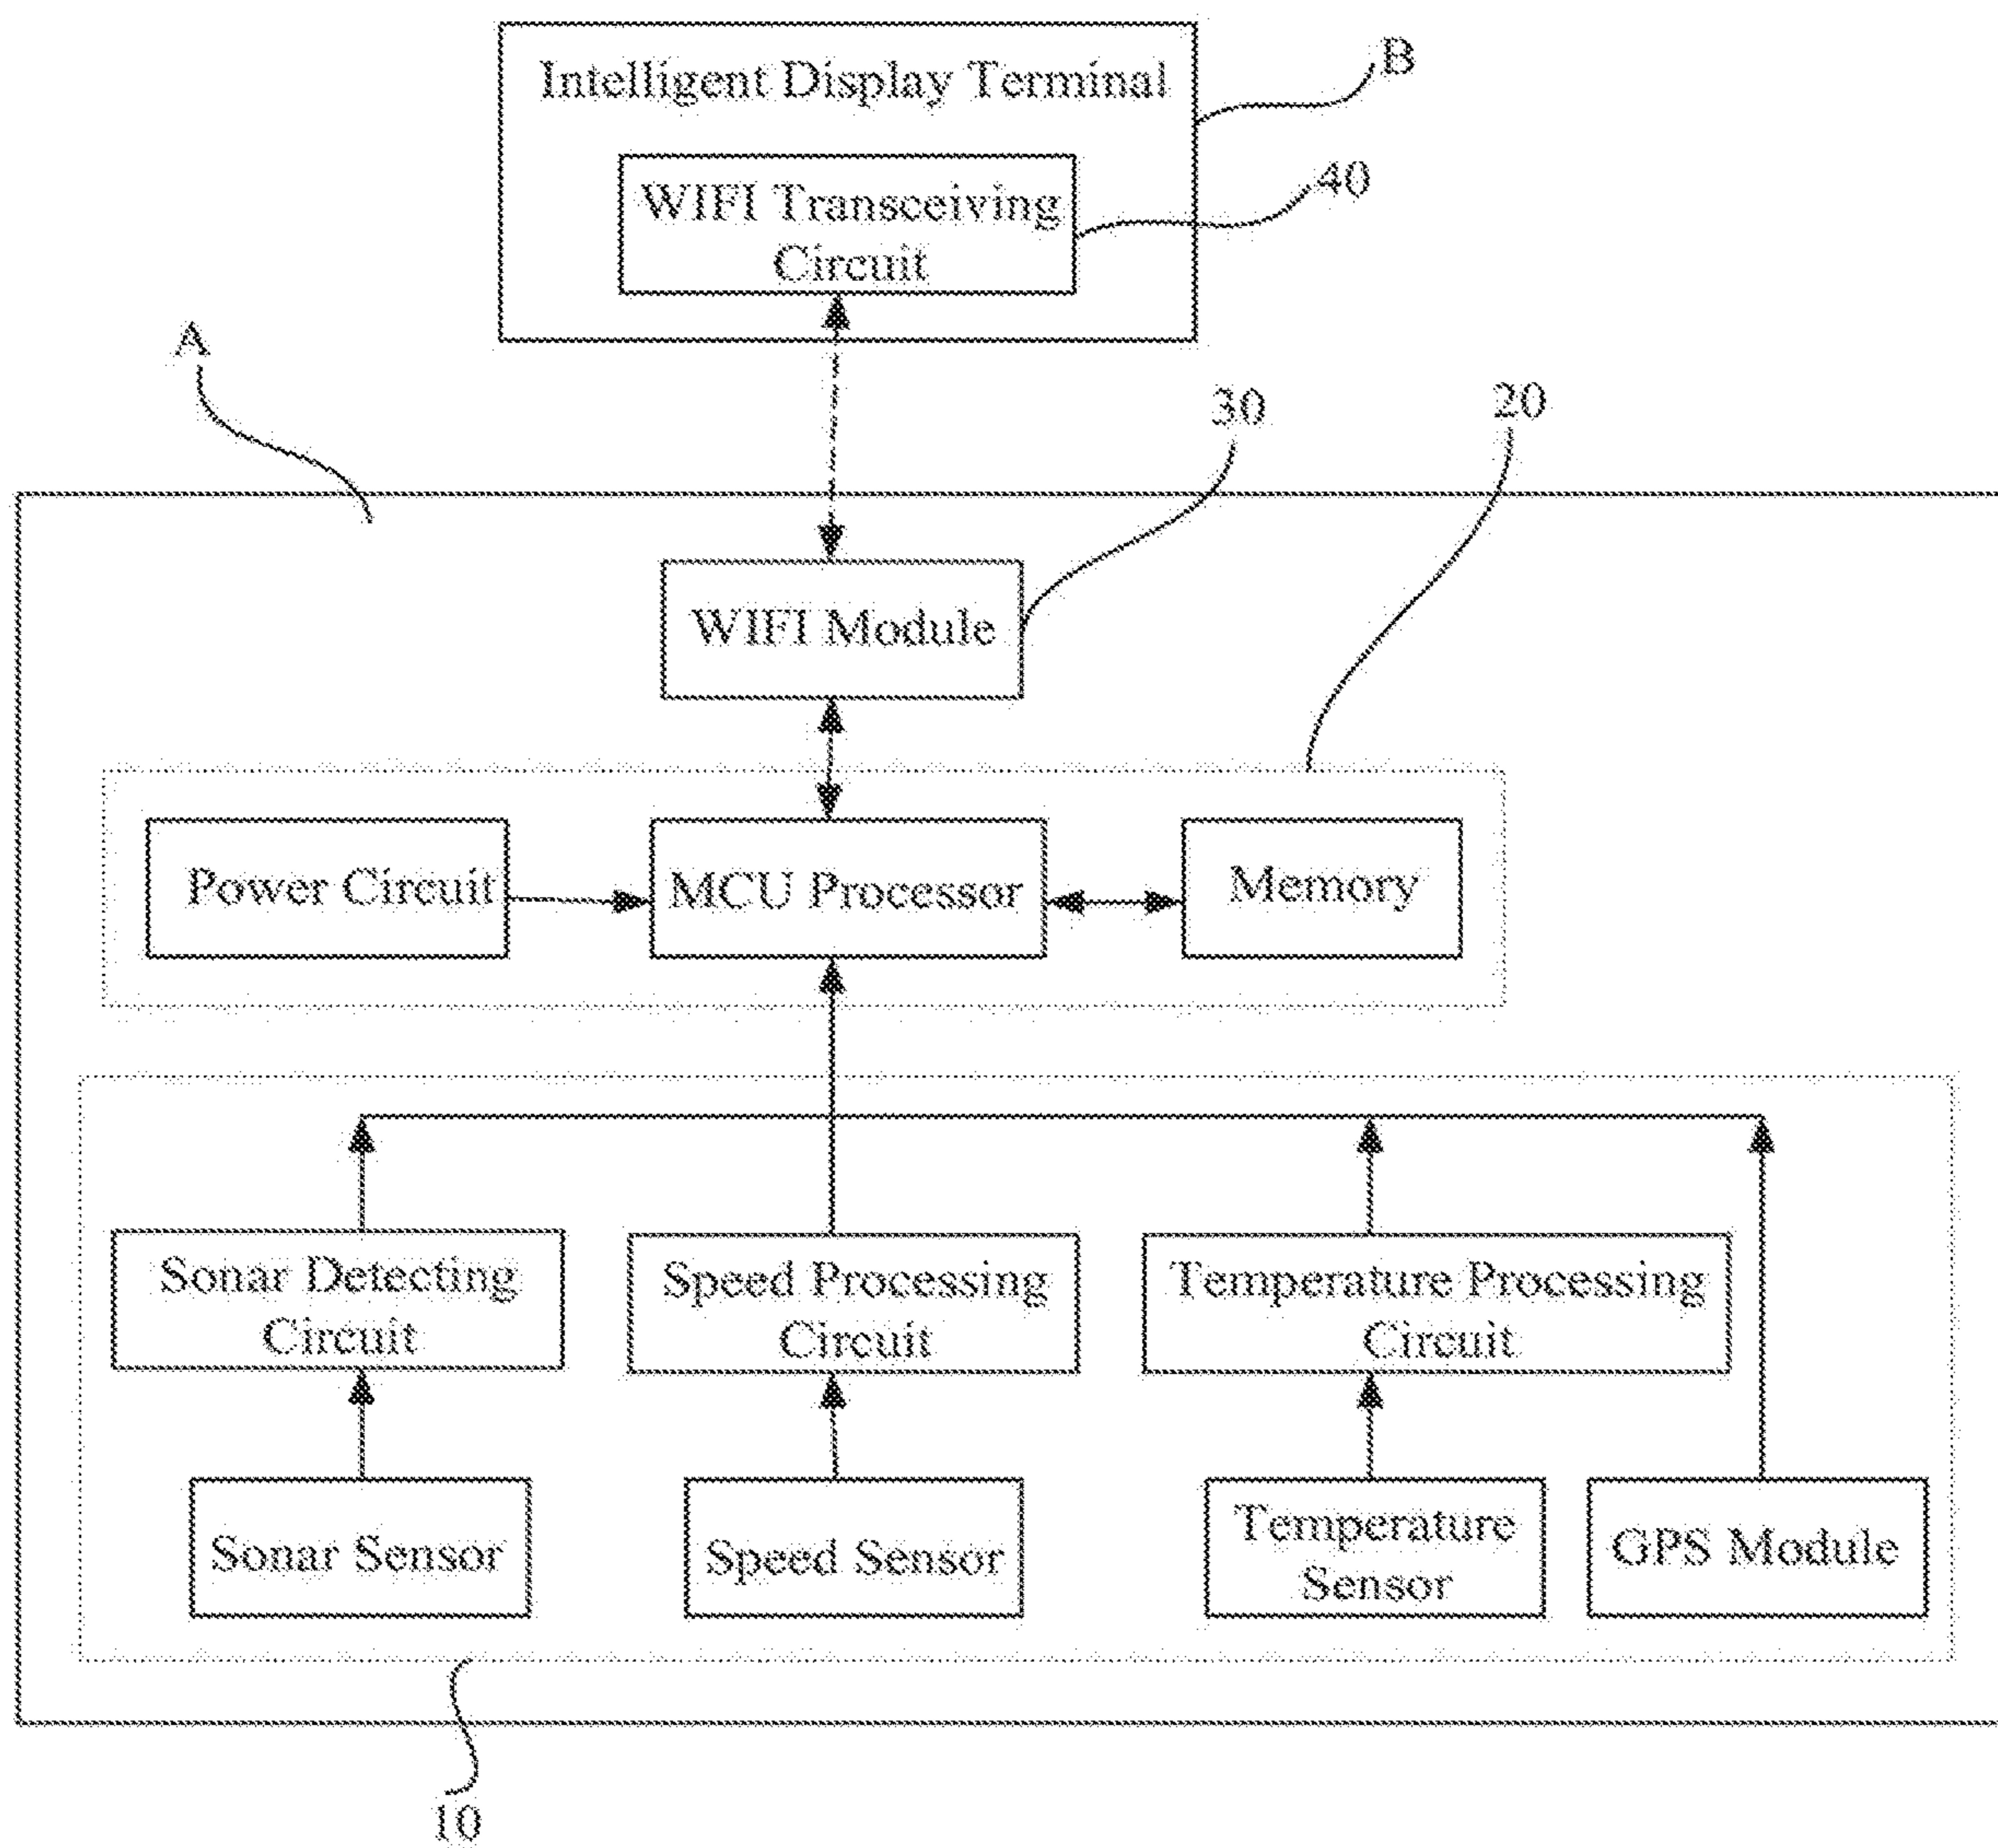 Intelligent Display Terminal
B
WIFI Transceiving
Circuit
40
A
30
20
WIFI Module
Power Circuit
MCU Processor
Memory
Sonar Detecting
Circuit
Speed Processing
Circuit
Temperature Processing
Circuit
Sonar Sensor
Speed Sensor
Temperature
Sensor
GPS Module
10